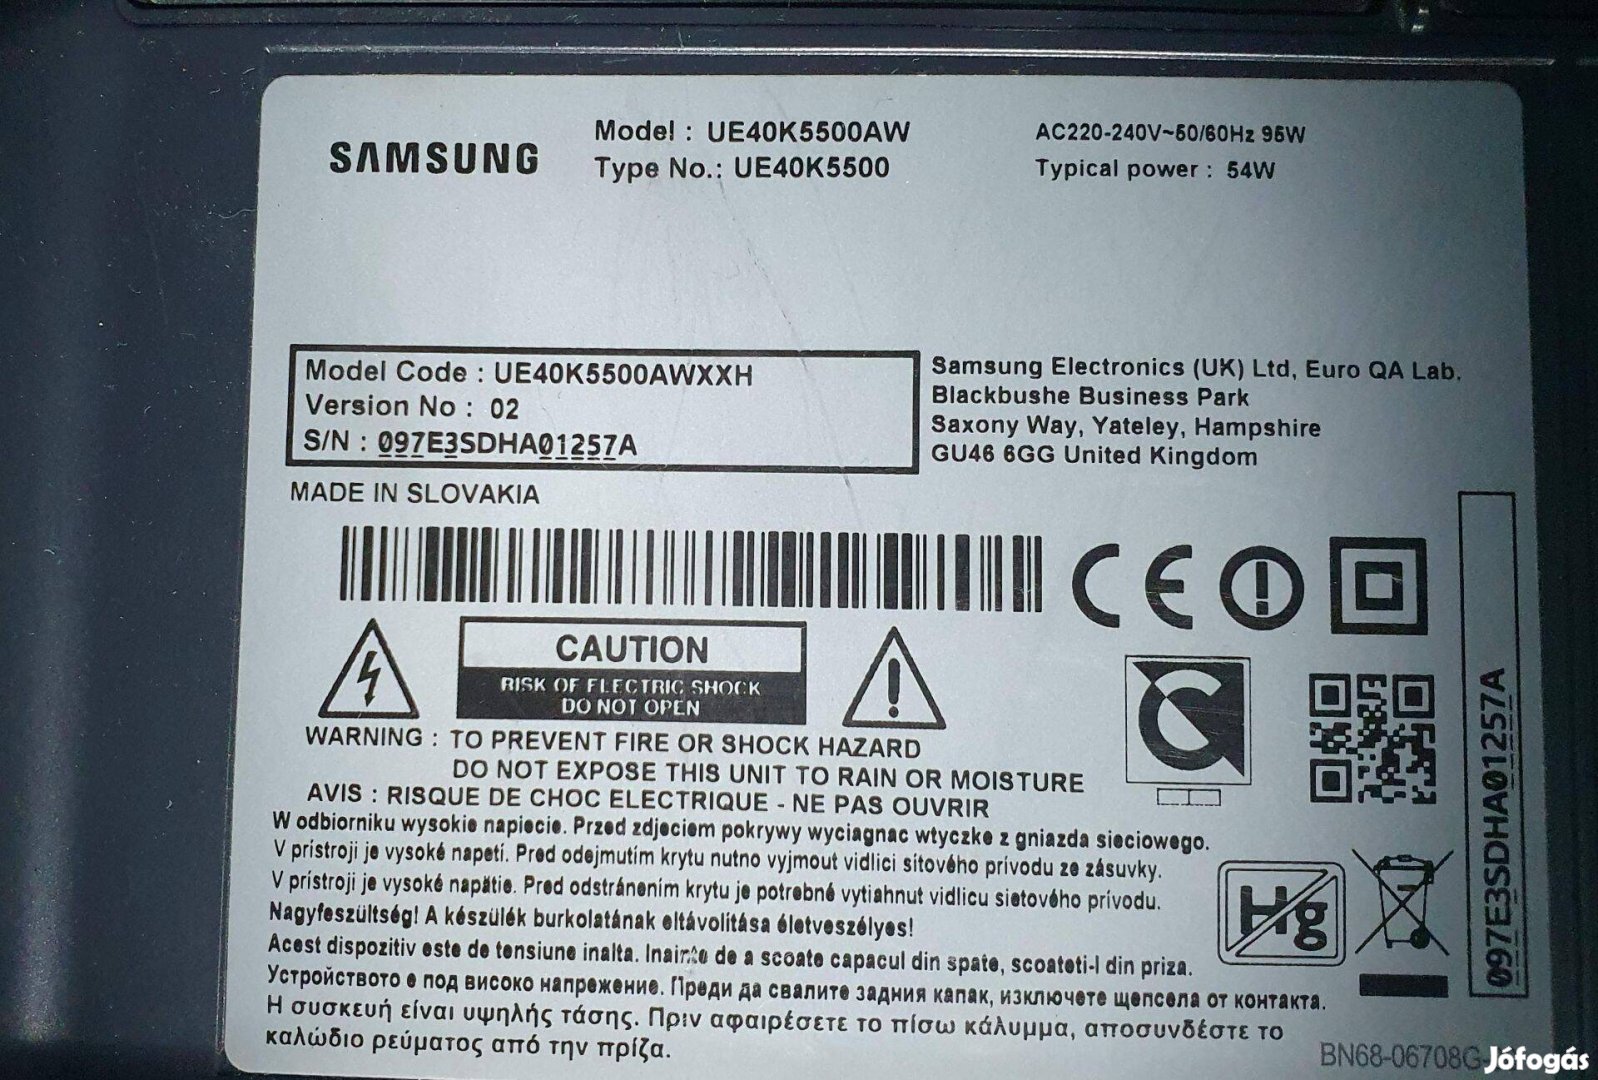 SAMSUNG
Model : UE40K5500AW
Type No.: UE40K5500
AC220-240V~50/60Hz 95W
Typical power : 54W
Model Code : UE40K5500AWXXH
Version No : 02
S/N : 097E3SDHA01257A
Samsung Electronics (UK) Ltd, Euro QA Lab.
Blackbushe Business Park
Saxony Way, Yateley, Hampshire
GU46 6GG United Kingdom
MADE IN SLOVAKIA
CE
CAUTION
RISK OF ELECTRIC SHOCK
DO NOT OPEN
WARNING : TO PREVENT FIRE OR SHOCK HAZARD
DO NOT EXPOSE THIS UNIT TO RAIN OR MOISTURE
AVIS : RISQUE DE CHOC ELECTRIQUE - NE PAS OUVRIR
W odbiorniku wysokie napiecie. Przed zdjeciem pokrywy wyciagnac wtyczke z gniazda sieciowego.
V prístroji je vysoké napetí. Pred odejmutím krytu nutno vyjmout vidlici sítového prívodu ze zásuvky.
V prístroji je vysoké napätie. Pred odstránením krytu je potrebné vytiahnut vidlicu sietového prívodu.
Nagyfeszültség! A készülék burkolatának eltávolítása életveszélyes!
Acest dispozitiv este de tensiune inalta. Inainte de a scoate capacul din spate, scoateti-l din priza.
Устройството е под високо напрежение. Преди да свалите задния капак, изключете щепсела от контакта.
Η συσκευή είναι υψηλής τάσης. Πριν αφαιρέσετε το πίσω κάλυμμα, αποσυνδέστε το
καλώδιο ρεύματος από την πρίζα.
Hg
097E3SDHA01257A
BN68-06708G
Jófogás